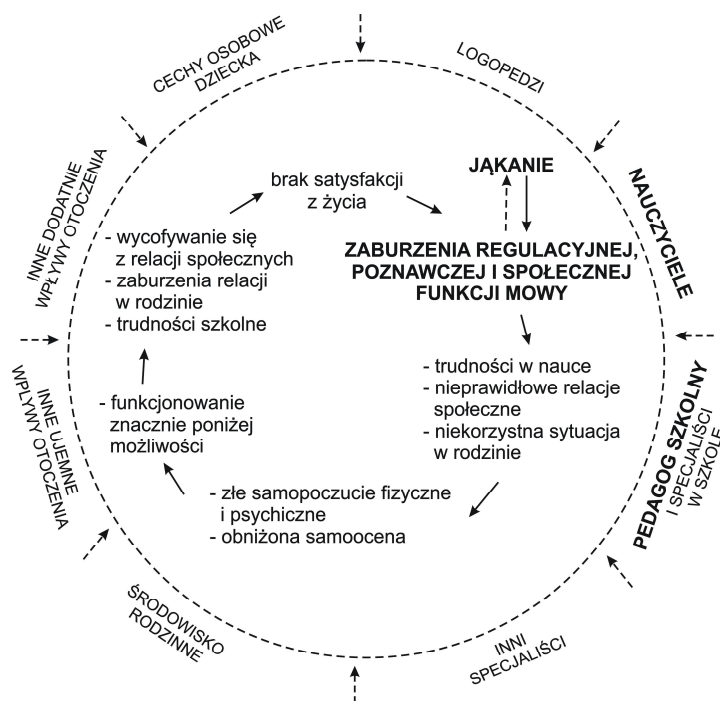 CECHY OSOBOWE
DZIECKA
LOGOPEDZI
NAUCZYCIELE
PEDAGOG SZKOLNY
I SPECJALIŚCI
W SZKOLE
INNI
SPECJALIŚCI
ŚRODOWISKO
RODZINNE
INNE UJEMNE
WPŁYWY OTOCZENIA
INNE DODATNIE
WPŁYWY OTOCZENIA
JĄKANIE
ZABURZENIA REGULACYJNEJ,
POZNAWCZEJ I SPOŁECZNEJ
FUNKCJI MOWY
- trudności w nauce
- nieprawidłowe relacje
społeczne
- niekorzystna sytuacja
w rodzinie
- złe samopoczucie fizyczne
i psychiczne
- obniżona samoocena
- funkcjonowanie
znacznie poniżej
możliwości
- wycofywanie się
z relacji społecznych
- zaburzenia relacji
w rodzinie
- trudności szkolne
brak satysfakcji
z życia